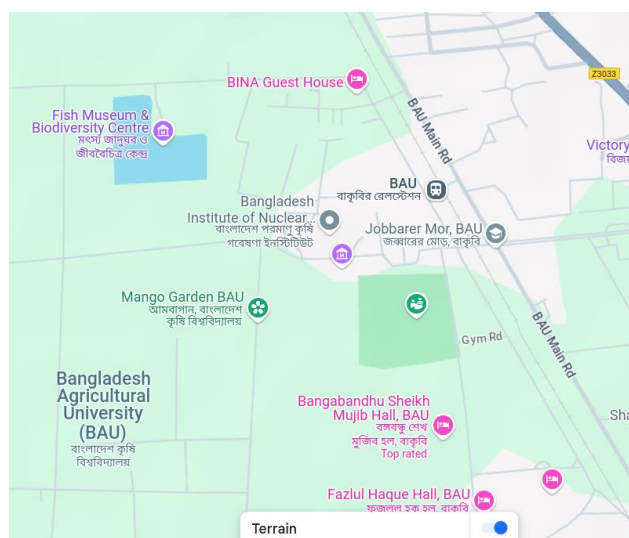 Z3033
BINA Guest House
BAU Main Rd
Fish Museum &
Biodiversity Centre
মৎস্য জাদুঘর ও
জীববৈচিত্র কেন্দ্র
Victory
বিজয়
BAU
বাকৃবির রেলস্টেশন
Bangladesh
Institute of Nuclear...
বাংলাদেশ পরমাণু কৃষি
গবেষণা ইনস্টিটিউট
Jobbarer Mor, BAU
জব্বারের মোড়, বাকৃবি
Mango Garden BAU
আমবাগান, বাংলাদেশ
কৃষি বিশ্ববিদ্যালয়
Gym Rd
BAU Main Rd
Bangladesh
Agricultural
University
(BAU)
বাংলাদেশ কৃষি
বিশ্ববিদ্যালয়
Bangabandhu Sheikh
Mujib Hall, BAU
বঙ্গবন্ধু শেখ
মুজিব হল, বাকৃবি
Top rated
Sha
Fazlul Haque Hall, BAU
ফজলুল হক হল, বাকৃবি
Terrain